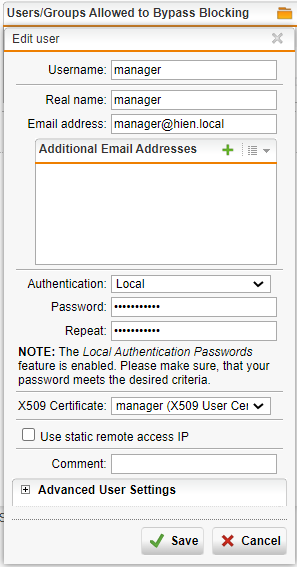 Users/Groups Allowed to Bypass Blocking
Edit user
Username: manager
Real name: manager
Email address: manager@hien.local
Additional Email Addresses
Authentication: Local
Password: •••••••••••
Repeat: •••••••••••
NOTE: The Local Authentication Passwords
feature is enabled. Please make sure, that your
password meets the desired criteria.
X509 Certificate: manager (X509 User Cer
Use static remote access IP
Comment:
Advanced User Settings
Save Cancel